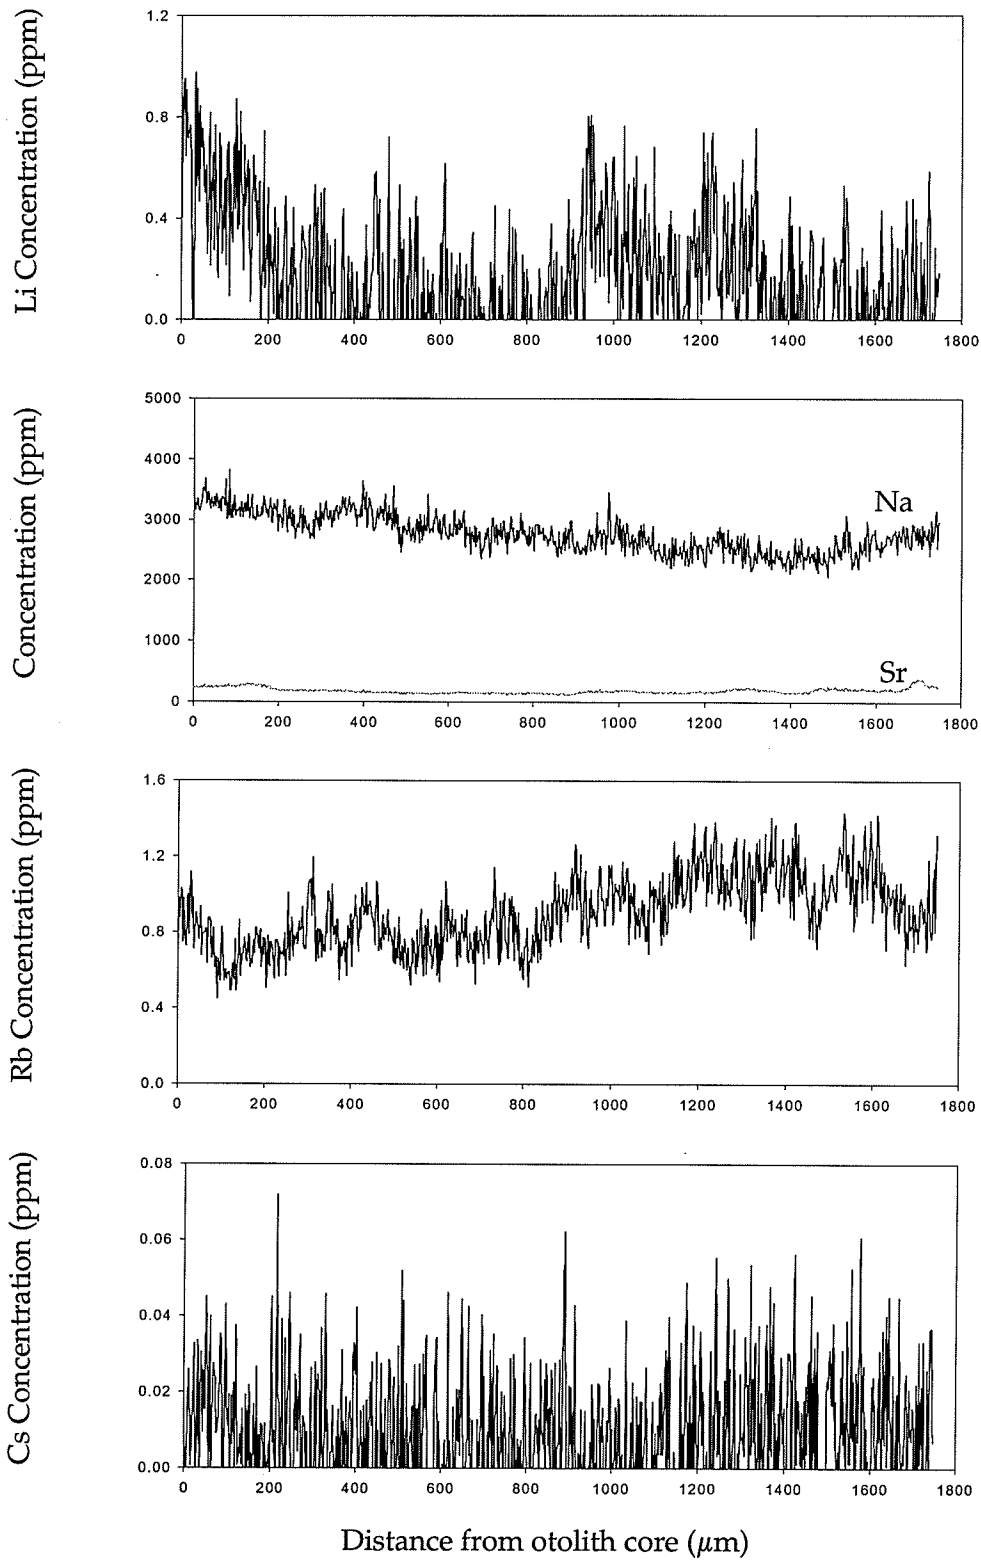 Li Concentration (ppm)
1.2
0.8
0.4
0.0
0 200 400 600 800 1000 1200 1400 1600 1800
Concentration (ppm)
5000
4000
3000
2000
1000
0
Na
Sr
0 200 400 600 800 1000 1200 1400 1600 1800
Rb Concentration (ppm)
1.6
1.2
0.8
0.4
0.0
0 200 400 600 800 1000 1200 1400 1600 1800
Cs Concentration (ppm)
0.08
0.06
0.04
0.02
0.00
0 200 400 600 800 1000 1200 1400 1600 1800
Distance from otolith core (μm)